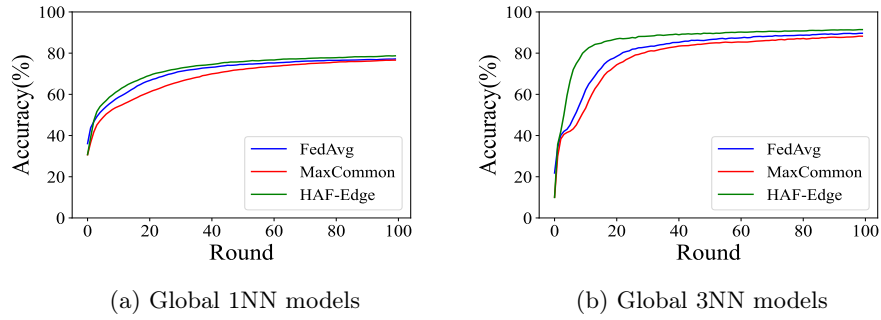 100
80
60
40
20
0
Accuracy(%)
FedAvg
MaxCommon
HAF-Edge
0 20 40 60 80 100
Round
(a) Global 1NN models
100
80
60
40
20
0
Accuracy(%)
FedAvg
MaxCommon
HAF-Edge
0 20 40 60 80 100
Round
(b) Global 3NN models